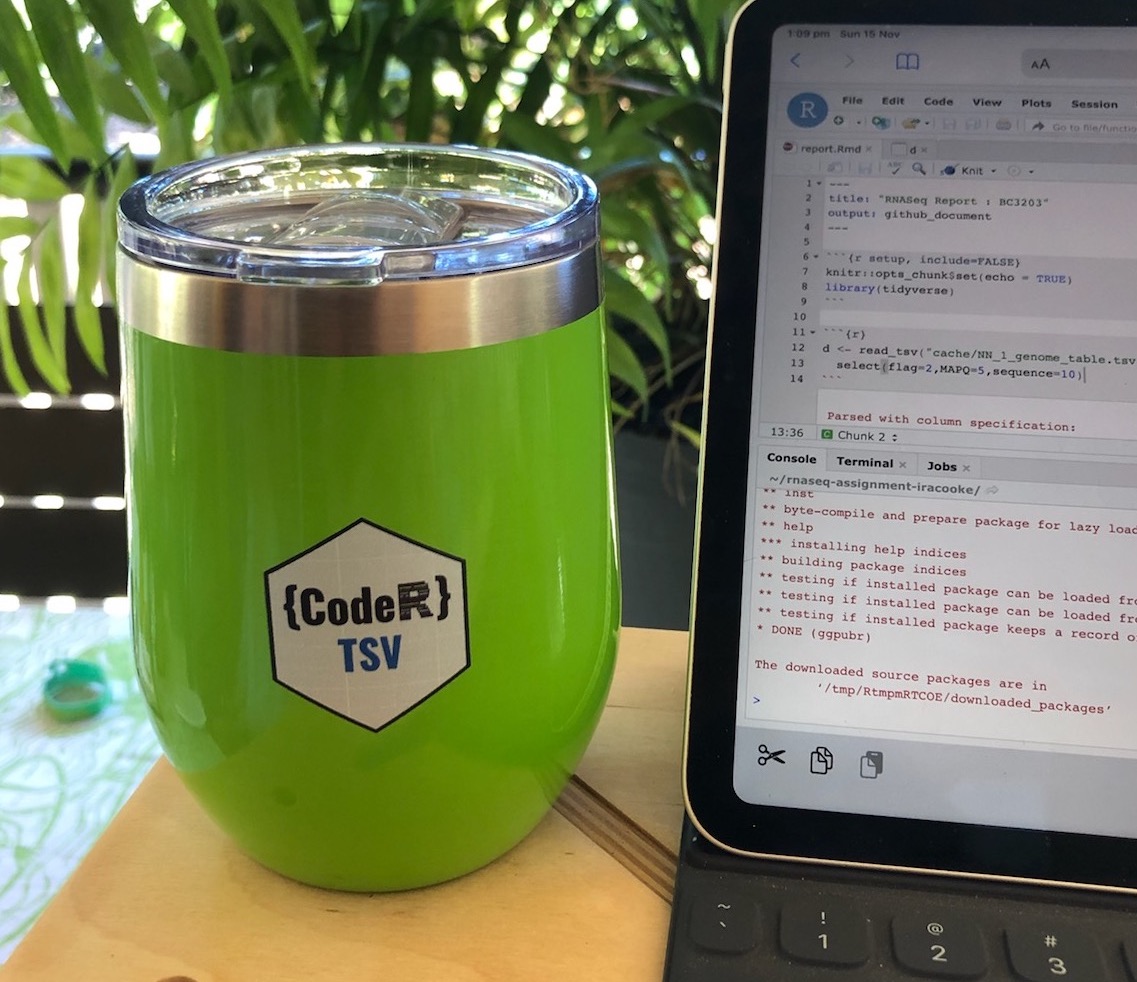 {CodeR}
TSV
1:09 pm Sun 15 Nov
AA
R File Edit Code View Plots Session
Go to file/functio
report.Rmd × d ×
ABC Knit
1 ---
2 title: "RNASeq Report : BC3203"
3 output: github_document
4 ---
5
6 ```{r setup, include=FALSE}
7 knitr::opts_chunk$set(echo = TRUE)
8 library(tidyverse)
9 ```
10
11 ```{r}
12 d <- read_tsv("cache/NN_1_genome_table.tsv
13 select(flag=2,MAPQ=5,sequence=10)
14 ```
Parsed with column specification:
13:36 C Chunk 2
Console Terminal × Jobs ×
~/rnaseq-assignment-iracooke/
** inst
** byte-compile and prepare package for lazy load
** help
*** installing help indices
** building package indices
** testing if installed package can be loaded fro
** testing if installed package can be loaded fro
** testing if installed package keeps a record o
* DONE (ggpubr)
The downloaded source packages are in
‘/tmp/RtmpmRTCOE/downloaded_packages’
>
~ ! @ #
` 1 2 3